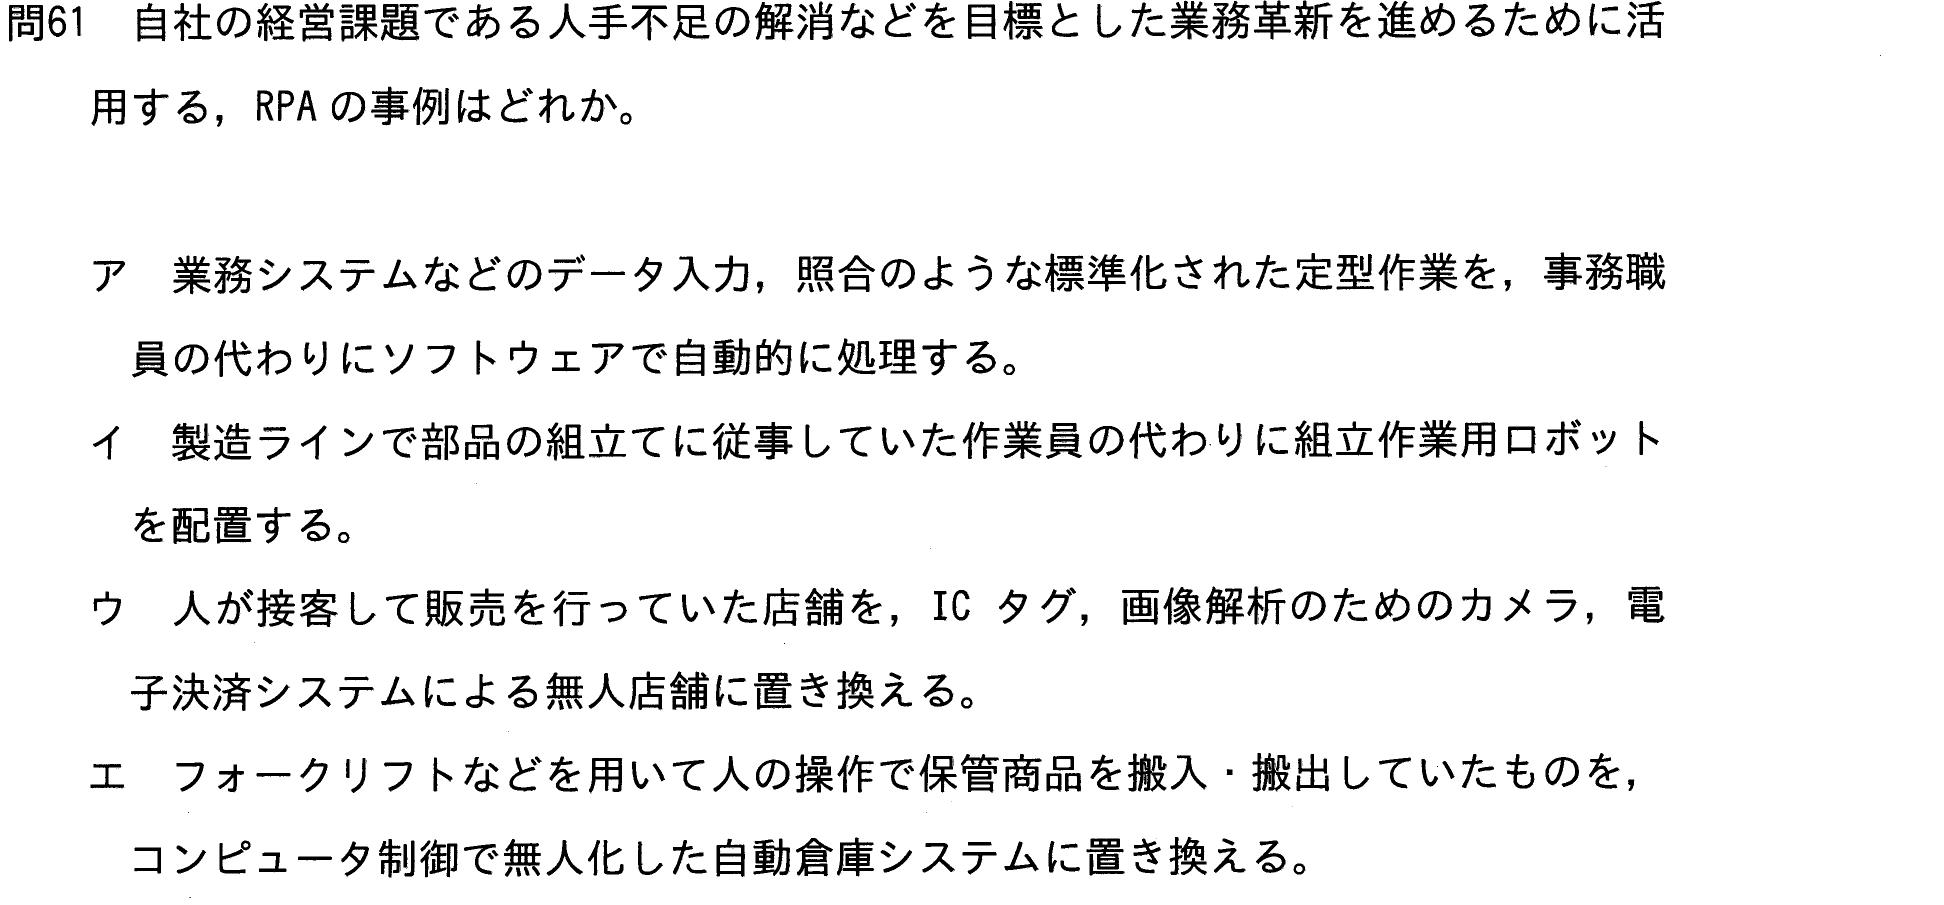 問61　自社の経営課題である人手不足の解消などを目標とした業務革新を進めるために活
用する，RPA の事例はどれか。
ア　業務システムなどのデータ入力，照合のような標準化された定型作業を，事務職
員の代わりにソフトウェアで自動的に処理する。
イ　製造ラインで部品の組立てに従事していた作業員の代わりに組立作業用ロボット
を配置する。
ウ　人が接客して販売を行っていた店舗を，IC タグ，画像解析のためのカメラ，電
子決済システムによる無人店舗に置き換える。
エ　フォークリフトなどを用いて人の操作で保管商品を搬入・搬出していたものを，
コンピュータ制御で無人化した自動倉庫システムに置き換える。